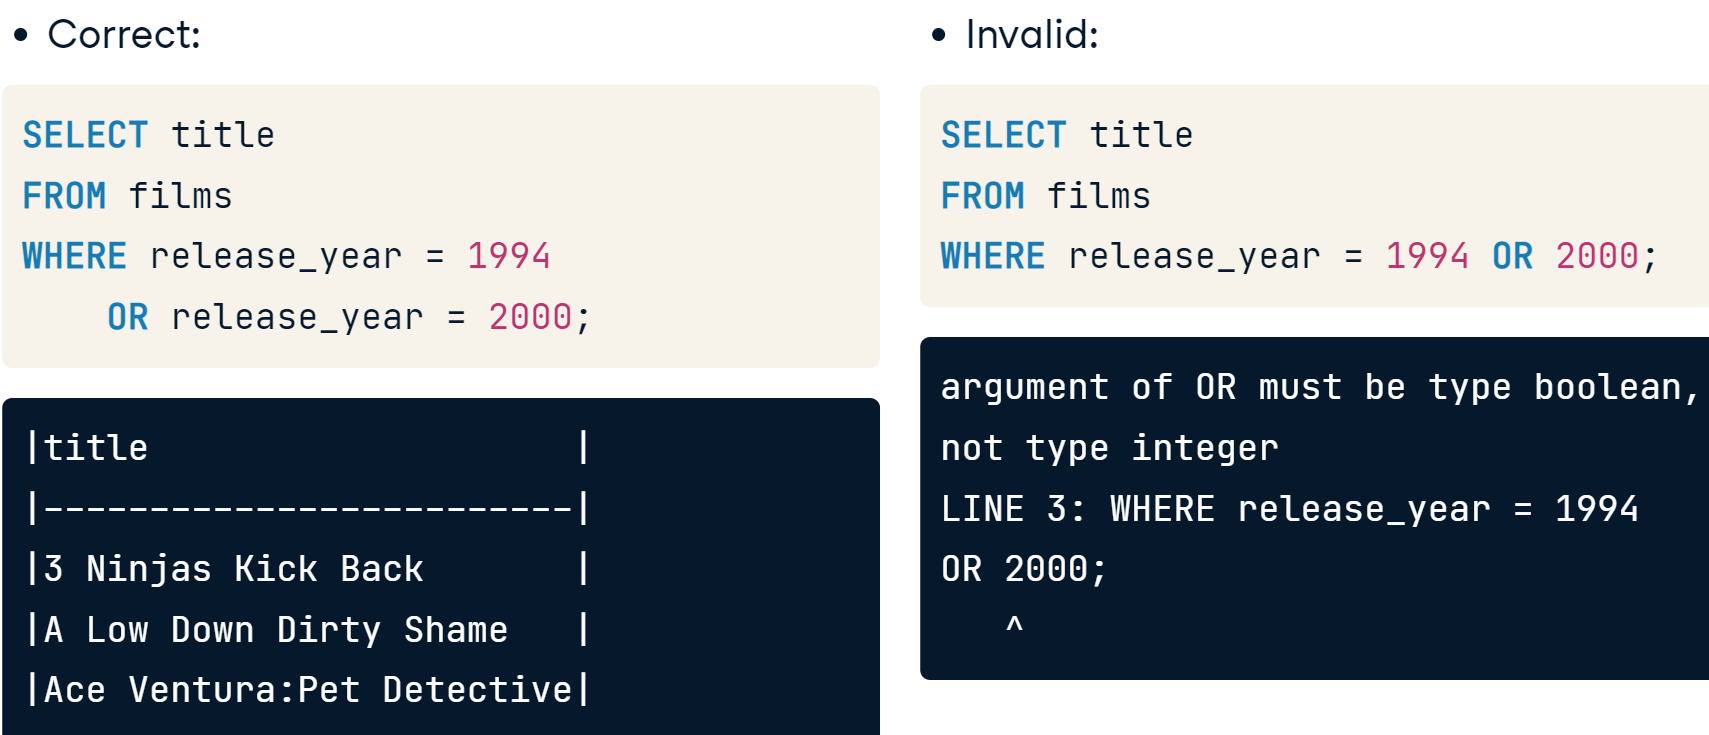 • Correct:
SELECT title
FROM films
WHERE release_year = 1994
    OR release_year = 2000;
|title                    |
|-------------------------|
|3 Ninjas Kick Back       |
|A Low Down Dirty Shame   |
|Ace Ventura:Pet Detective|
• Invalid:
SELECT title
FROM films
WHERE release_year = 1994 OR 2000;
argument of OR must be type boolean,
not type integer
LINE 3: WHERE release_year = 1994
OR 2000;
   ^